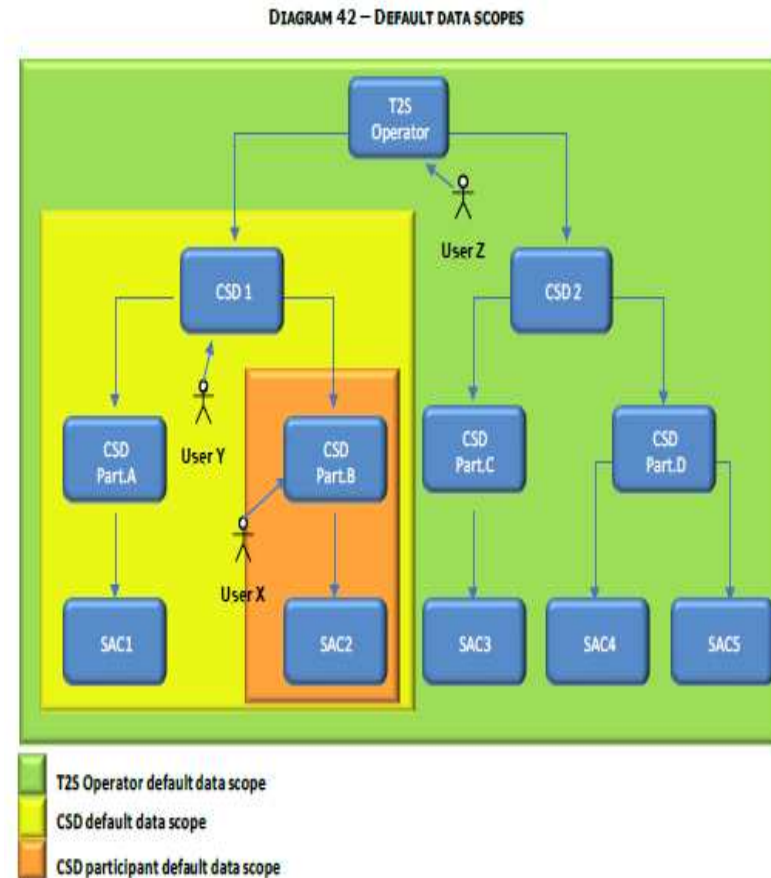 DIAGRAM 42 – DEFAULT DATA SCOPES
T2S
Operator
User Z
CSD 1
CSD 2
User Y
CSD
Part.A
CSD
Part.B
CSD
Part.C
CSD
Part.D
User X
SAC1
SAC2
SAC3
SAC4
SAC5
T2S Operator default data scope
CSD default data scope
CSD participant default data scope